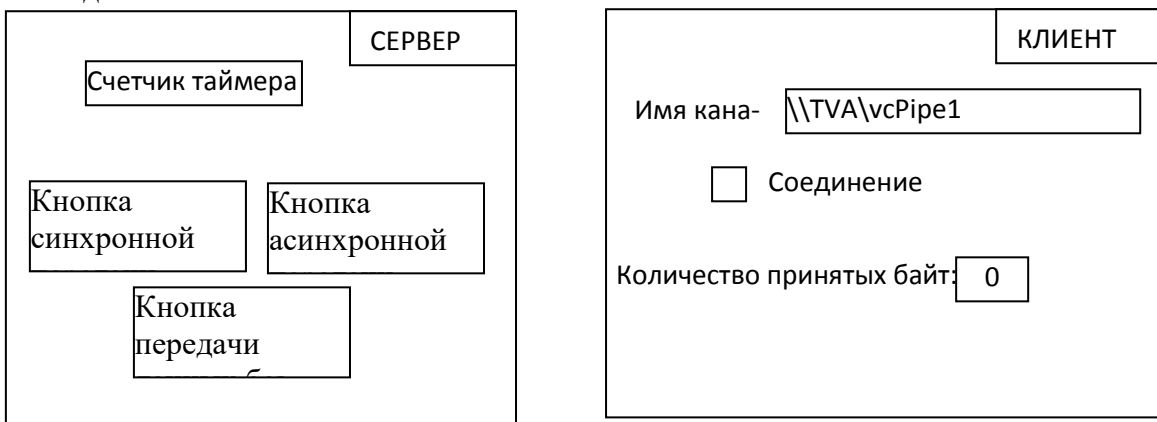 СЕРВЕР
Счетчик таймера
Кнопка
синхронной
Кнопка
асинхронной
Кнопка
передачи
КЛИЕНТ
Имя кана-
\\TVA\vcPipe1
Соединение
Количество принятых байт:
0